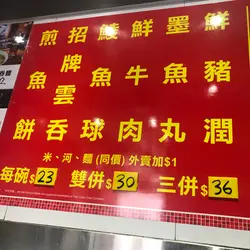 煎魚餅
招牌雲吞
鯪魚球
鮮牛肉
墨魚丸
鮮豬潤
米、河、麵 (同價) 外賣加$1
每碗$23 雙併$30 三併$36